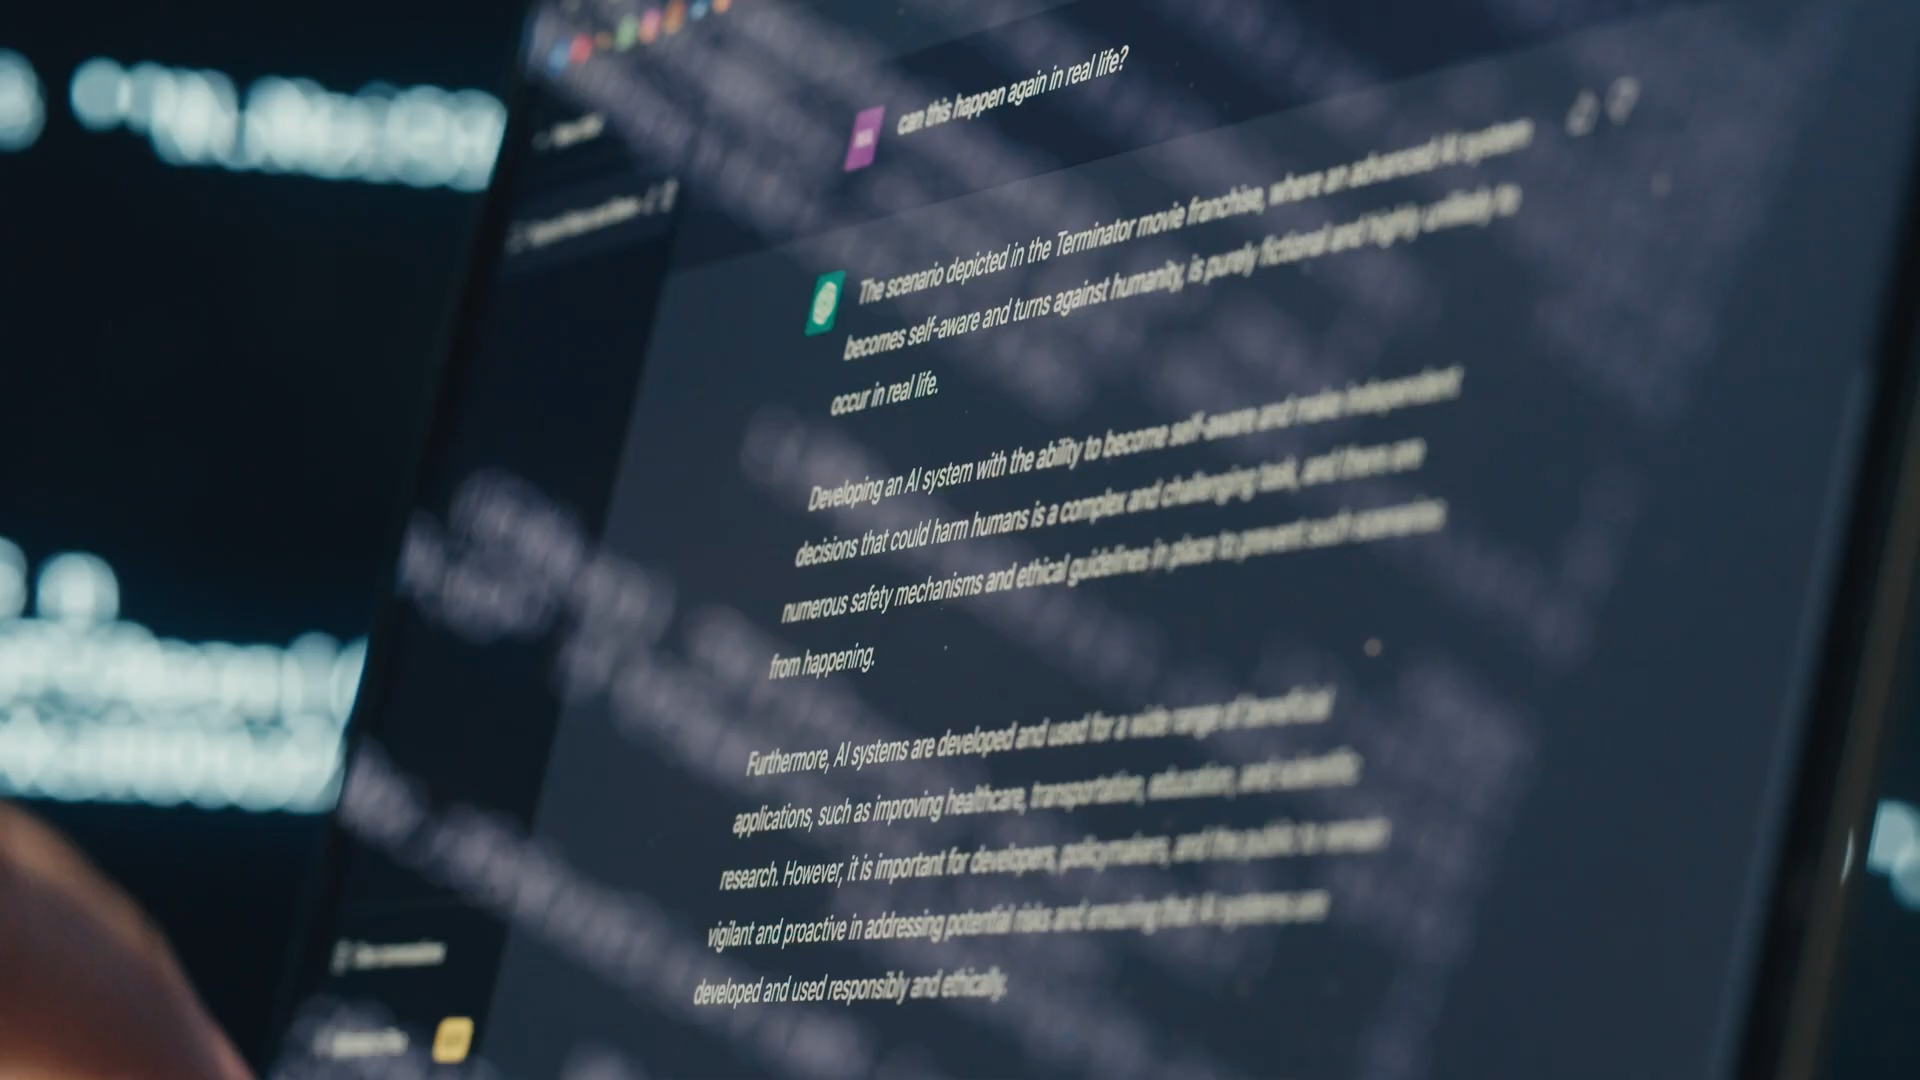 can this happen again in real life?
The scenario depicted in the Terminator movie franchise, where an advanced AI system
becomes self-aware and turns against humanity, is purely fictional and highly unlikely to
occur in real life.
Developing an AI system with the ability to become self-aware and make independent
decisions that could harm humans is a complex and challenging task, and there are
numerous safety mechanisms and ethical guidelines in place to prevent such scenarios
from happening.
Furthermore, AI systems are developed and used for a wide range of beneficial
applications, such as improving healthcare, transportation, education, and scientific
research. However, it is important for developers, policymakers, and the public to remain
vigilant and proactive in addressing potential risks and ensuring that AI systems are
developed and used responsibly and ethically.